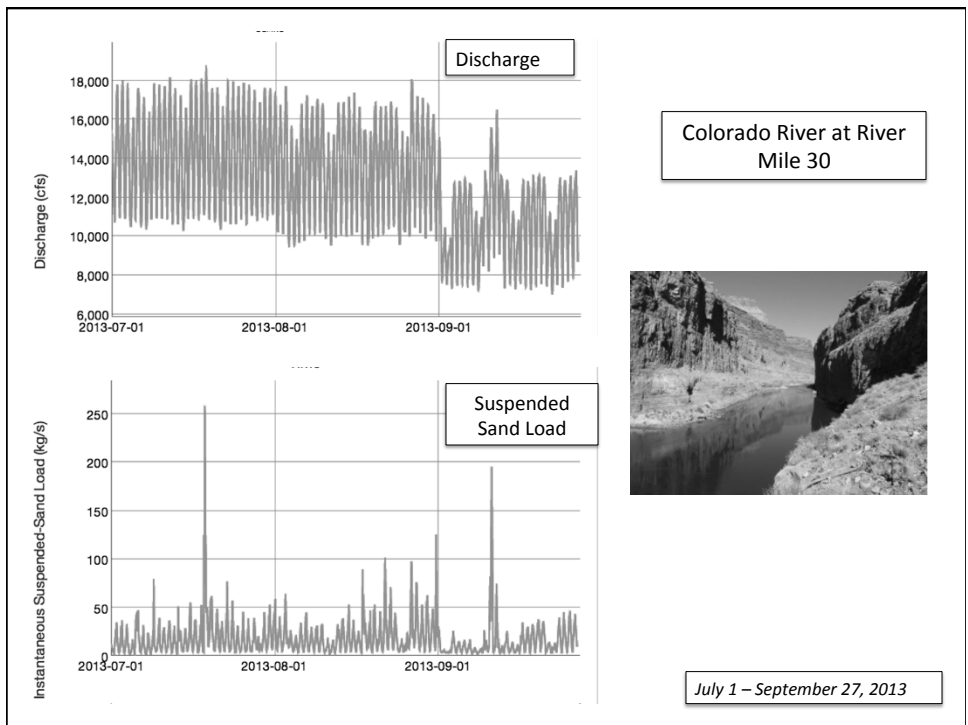 Discharge
18,000
16,000
14,000
12,000
10,000
8,000
6,000
Discharge (cfs)
2013-07-01
2013-08-01
2013-09-01
Colorado River at River
Mile 30
Suspended
Sand Load
250
200
150
100
50
0
Instantaneous Suspended-Sand Load (kg/s)
2013-07-01
2013-08-01
2013-09-01
July 1 – September 27, 2013